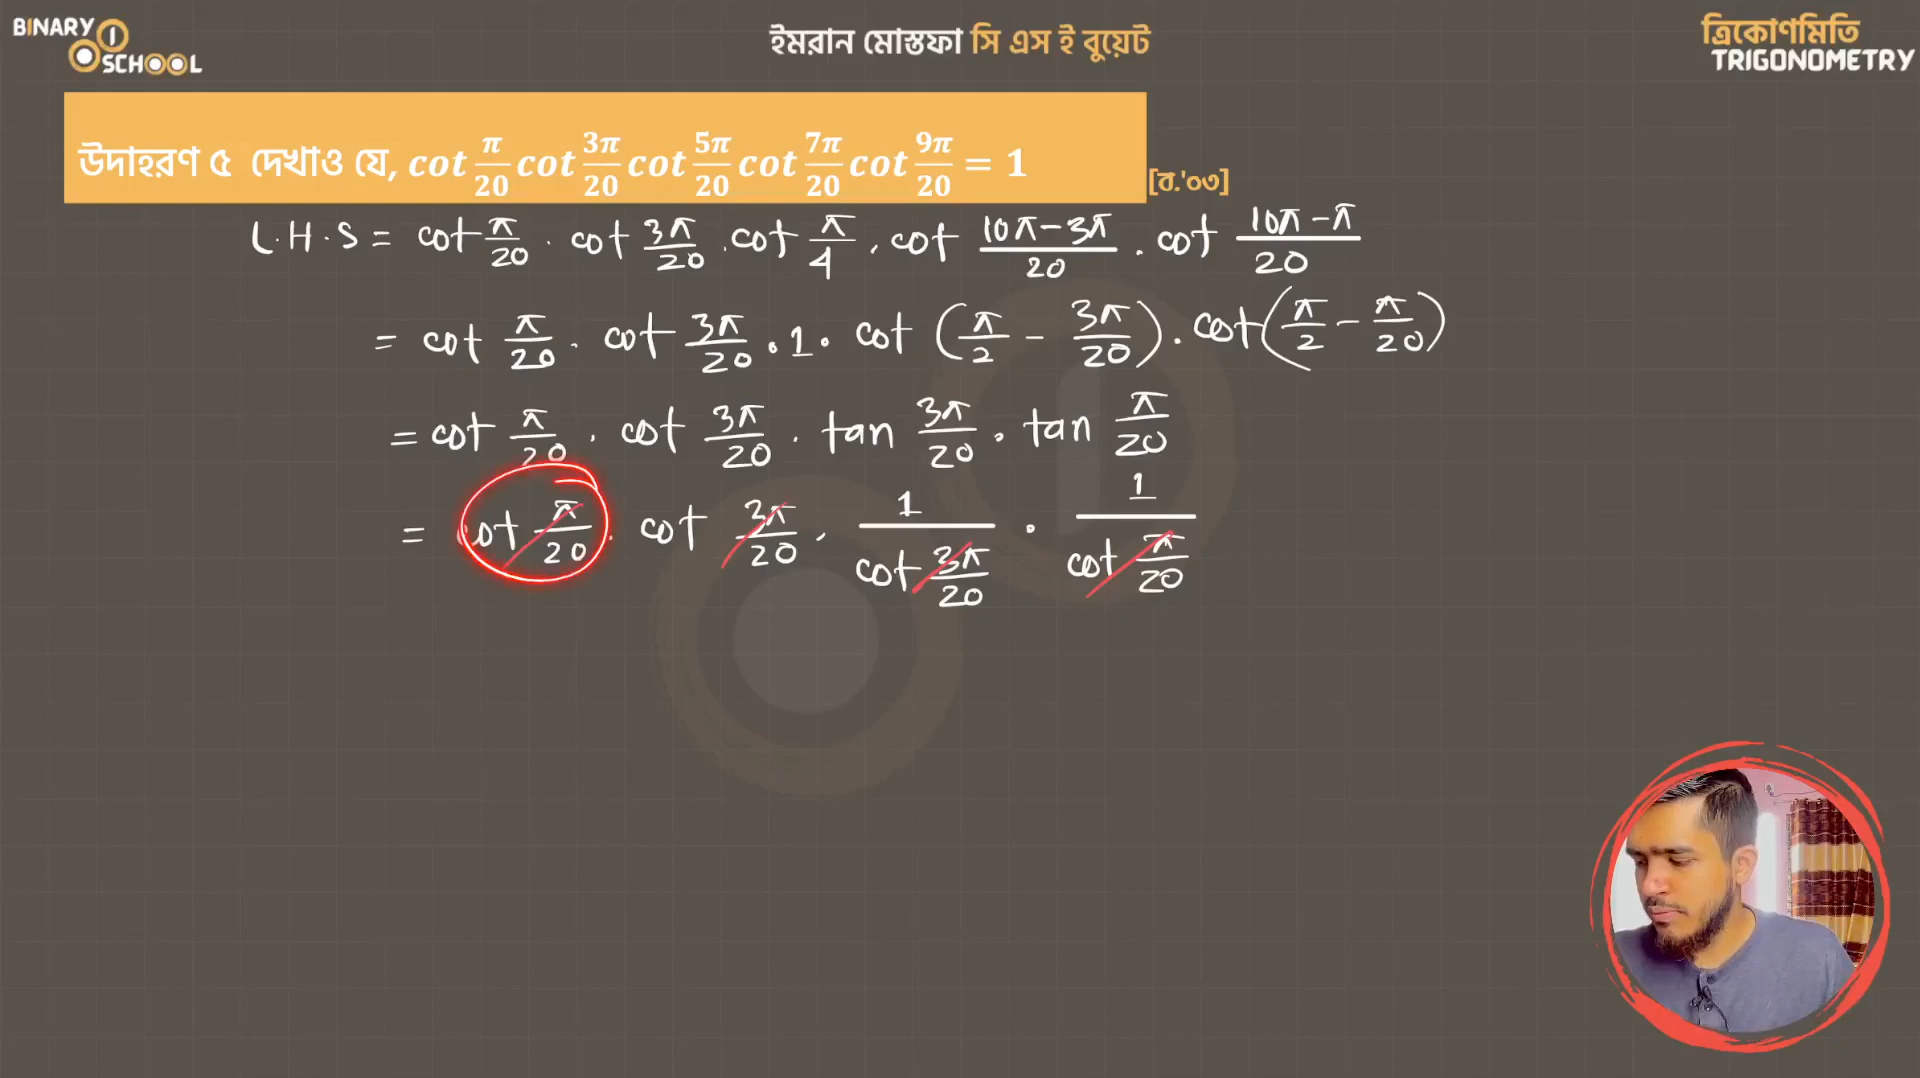 BINARY SCHOOL
ইমরান মোস্তফা সি এস ই বুয়েট
ত্রিকোণমিতি
TRIGONOMETRY
উদাহরণ ৫ দেখাও যে, cot π/20 cot 3π/20 cot 5π/20 cot 7π/20 cot 9π/20 = 1
[ব.'০৩]
L.H.S = cot π/20 . cot 3π/20 . cot π/4 . cot (10π-3π)/20 . cot (10π-π)/20
= cot π/20 . cot 3π/20 . 1 . cot (π/2 - 3π/20) . cot (π/2 - π/20)
= cot π/20 . cot 3π/20 . tan 3π/20 . tan π/20
= cot π/20 . cot 3π/20 . 1/(cot 3π/20) . 1/(cot π/20)